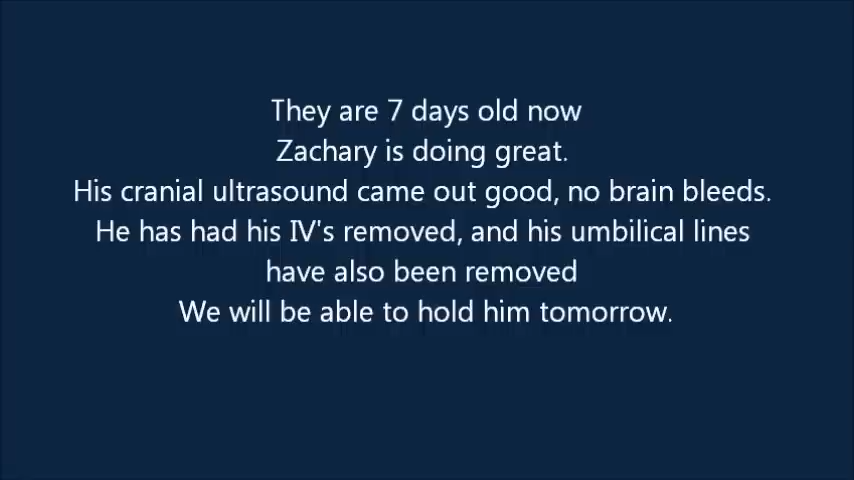 They are 7 days old now
Zachary is doing great.
His cranial ultrasound came out good, no brain bleeds.
He has had his IV's removed, and his umbilical lines
have also been removed
We will be able to hold him tomorrow.